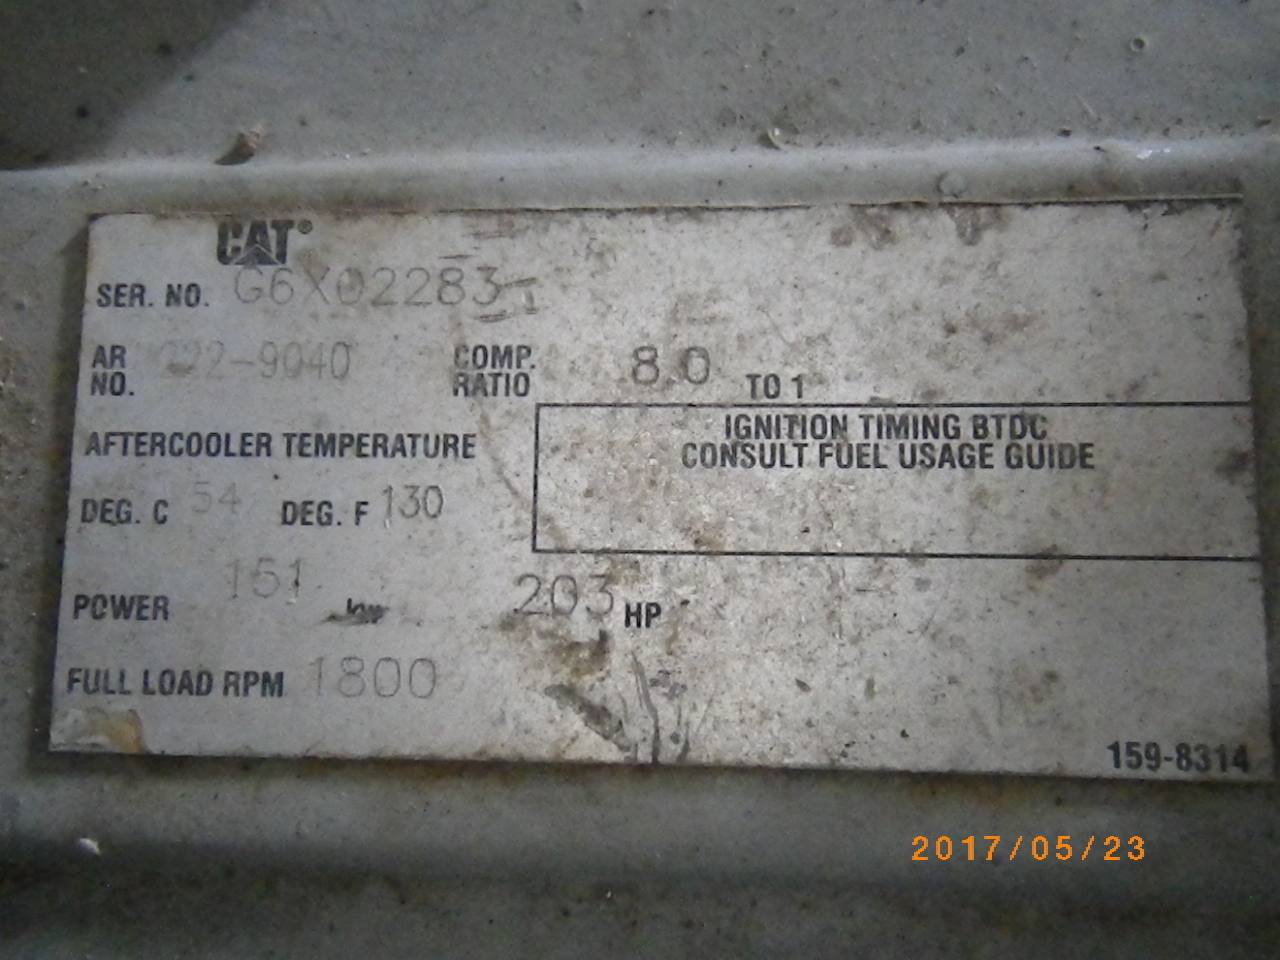 CAT®
SER. NO. G6X02283
AR NO. 222-9040 COMP. RATIO 8.0 TO 1
IGNITION TIMING BTDC
CONSULT FUEL USAGE GUIDE
AFTERCOOLER TEMPERATURE
DEG. C 54 DEG. F 130
POWER 151 kw 203 HP
FULL LOAD RPM 1800
159-8314
2017/05/23